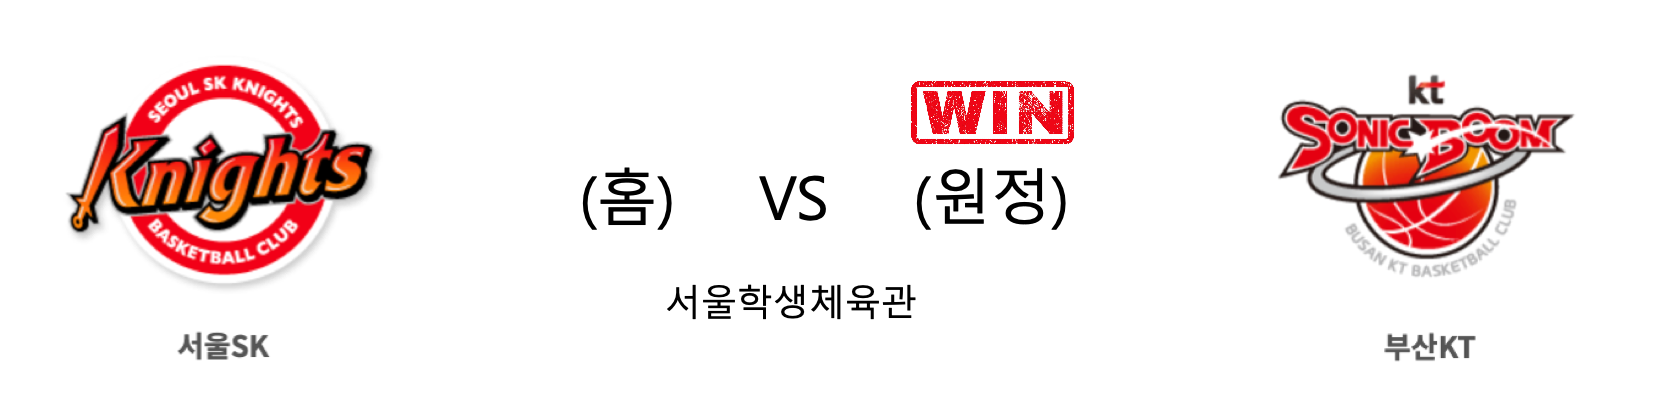 SEOUL SK KNIGHTS
Knights
BASKETBALL CLUB
서울SK
WIN
(홈) VS (원정)
서울학생체육관
kt
SONIC BOOM
BUSAN KT BASKETBALL CLUB
부산KT